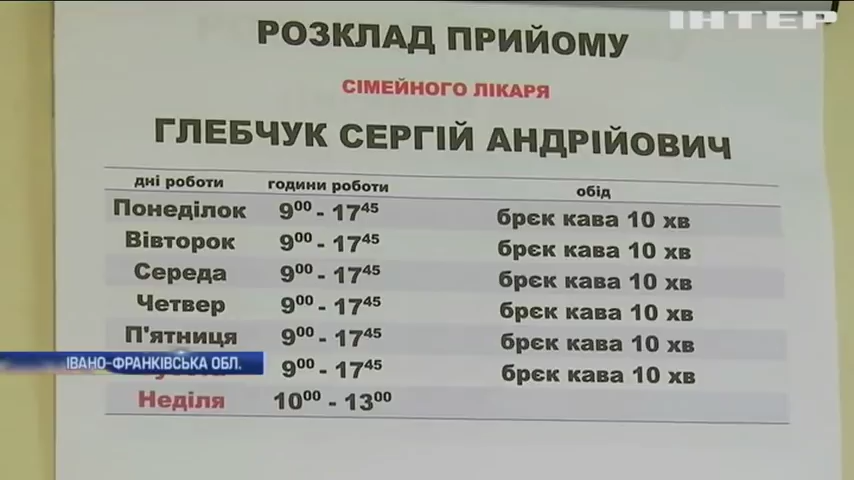 ІНТЕР
РОЗКЛАД ПРИЙОМУ
СІМЕЙНОГО ЛІКАРЯ
ГЛЕБЧУК СЕРГІЙ АНДРІЙОВИЧ
дні роботи години роботи обід
Понеділок 9⁰⁰ - 17⁴⁵ брєк кава 10 хв
Вівторок 9⁰⁰ - 17⁴⁵ брєк кава 10 хв
Середа 9⁰⁰ - 17⁴⁵ брєк кава 10 хв
Четвер 9⁰⁰ - 17⁴⁵ брєк кава 10 хв
П'ятниця 9⁰⁰ - 17⁴⁵ брєк кава 10 хв
ІВАНО-ФРАНКІВСЬКА ОБЛ.
9⁰⁰ - 17⁴⁵ брєк кава 10 хв
Неділя 10⁰⁰ - 13⁰⁰